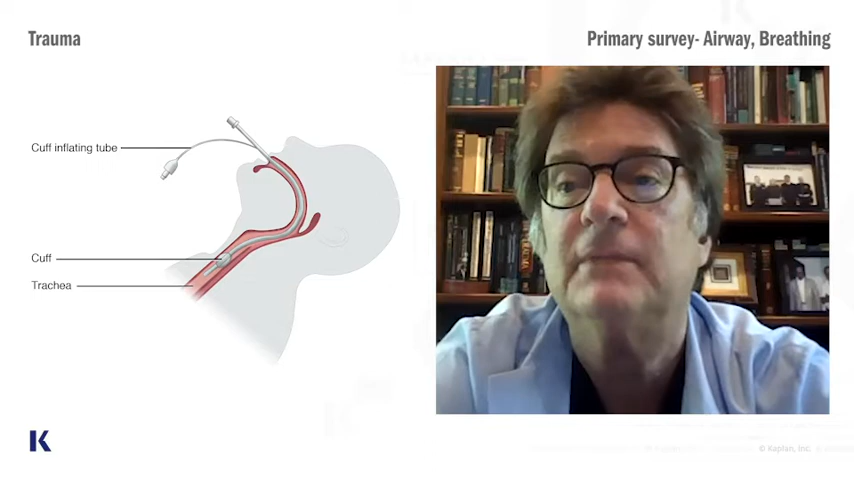 Trauma
Primary survey- Airway, Breathing
Cuff inflating tube
Cuff
Trachea
K
© Kaplan, Inc.